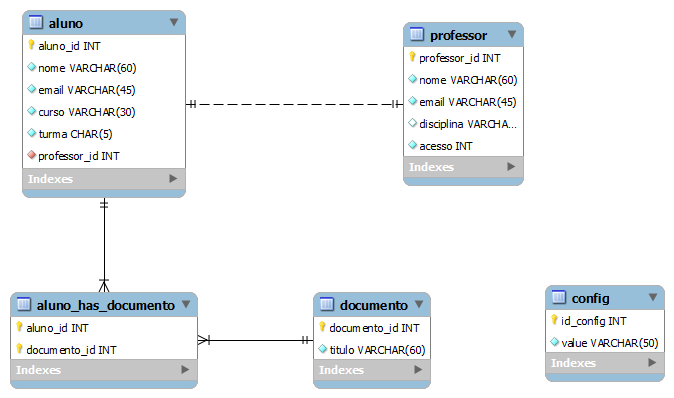 aluno
aluno_id INT
nome VARCHAR(60)
email VARCHAR(45)
curso VARCHAR(30)
turma CHAR(5)
professor_id INT
Indexes
professor
professor_id INT
nome VARCHAR(60)
email VARCHAR(45)
disciplina VARCHA...
acesso INT
Indexes
aluno_has_documento
aluno_id INT
documento_id INT
Indexes
documento
documento_id INT
titulo VARCHAR(60)
Indexes
config
id_config INT
value VARCHAR(50)
Indexes